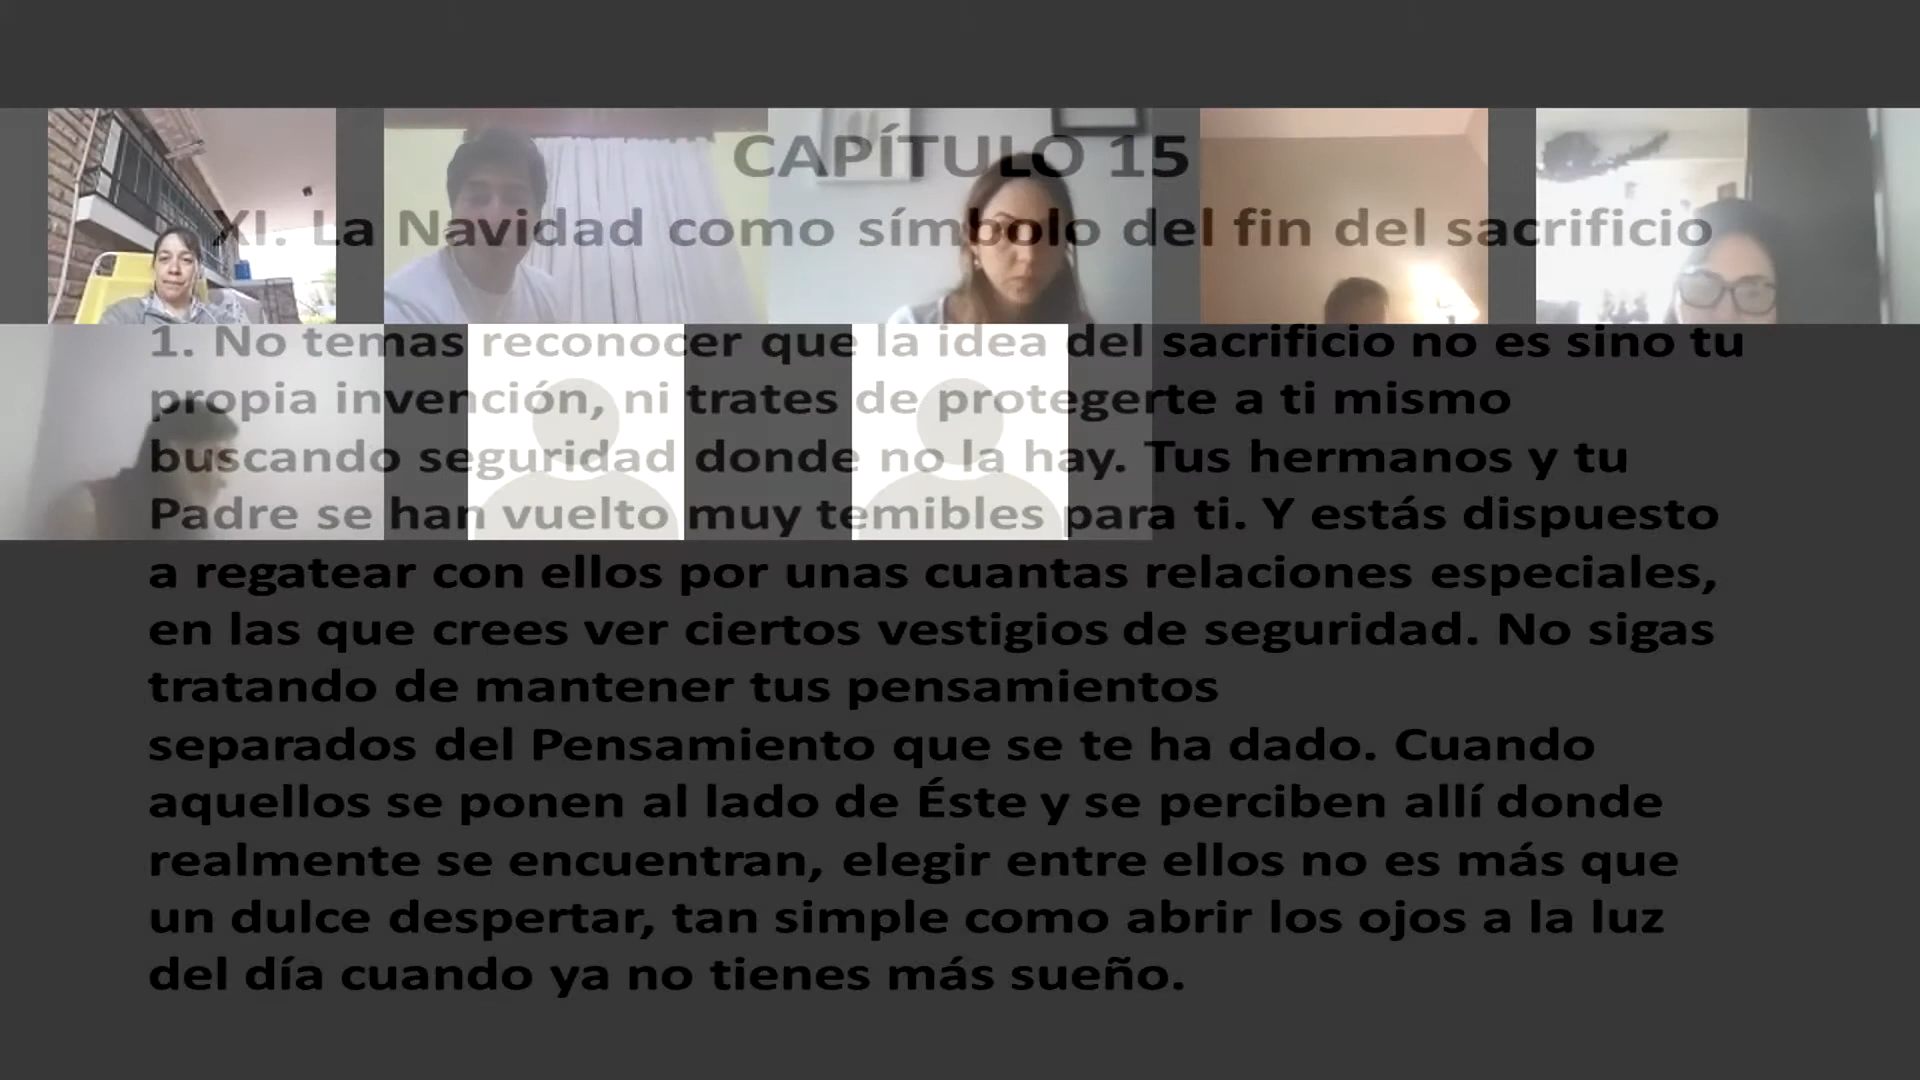 CAPÍTULO 15
XI. La Navidad como símbolo del fin del sacrificio
1. No temas reconocer que la idea del sacrificio no es sino tu
propia invención, ni trates de protegerte a ti mismo
buscando seguridad donde no la hay. Tus hermanos y tu
Padre se han vuelto muy temibles para ti. Y estás dispuesto
a regatear con ellos por unas cuantas relaciones especiales,
en las que crees ver ciertos vestigios de seguridad. No sigas
tratando de mantener tus pensamientos
separados del Pensamiento que se te ha dado. Cuando
aquellos se ponen al lado de Éste y se perciben allí donde
realmente se encuentran, elegir entre ellos no es más que
un dulce despertar, tan simple como abrir los ojos a la luz
del día cuando ya no tienes más sueño.